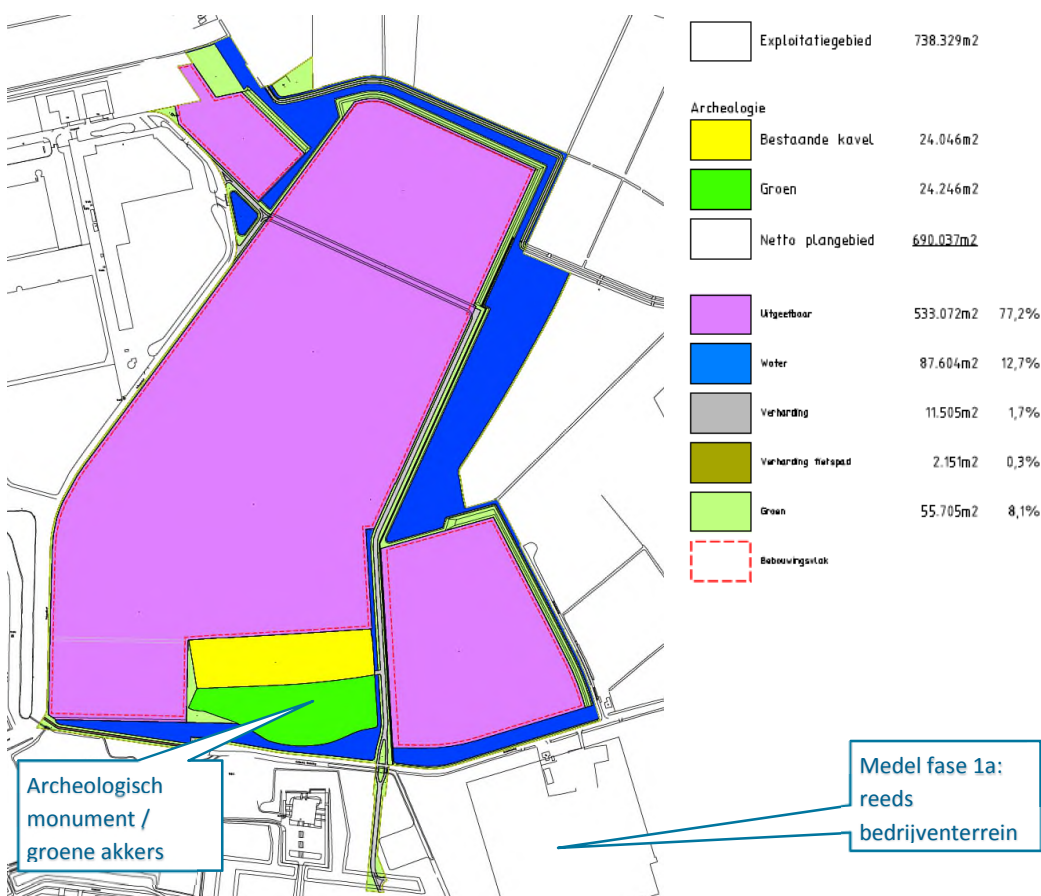 Exploitatiegebied 738.329m2
Archealogie
Bestaande kavel 24.046m2
Groen 24.246m2
Netto plangebied 690.037m2
Uitgeefbaar 533.072m2 77,2%
Water 87.604m2 12,7%
Verharding 11.505m2 1,7%
Verharding fietspad 2.151m2 0,3%
Groen 55.705m2 8,1%
Bebouwingsvlak
Archeologisch
monument /
groene akkers
Medel fase 1a:
reeds
bedrijventerrein